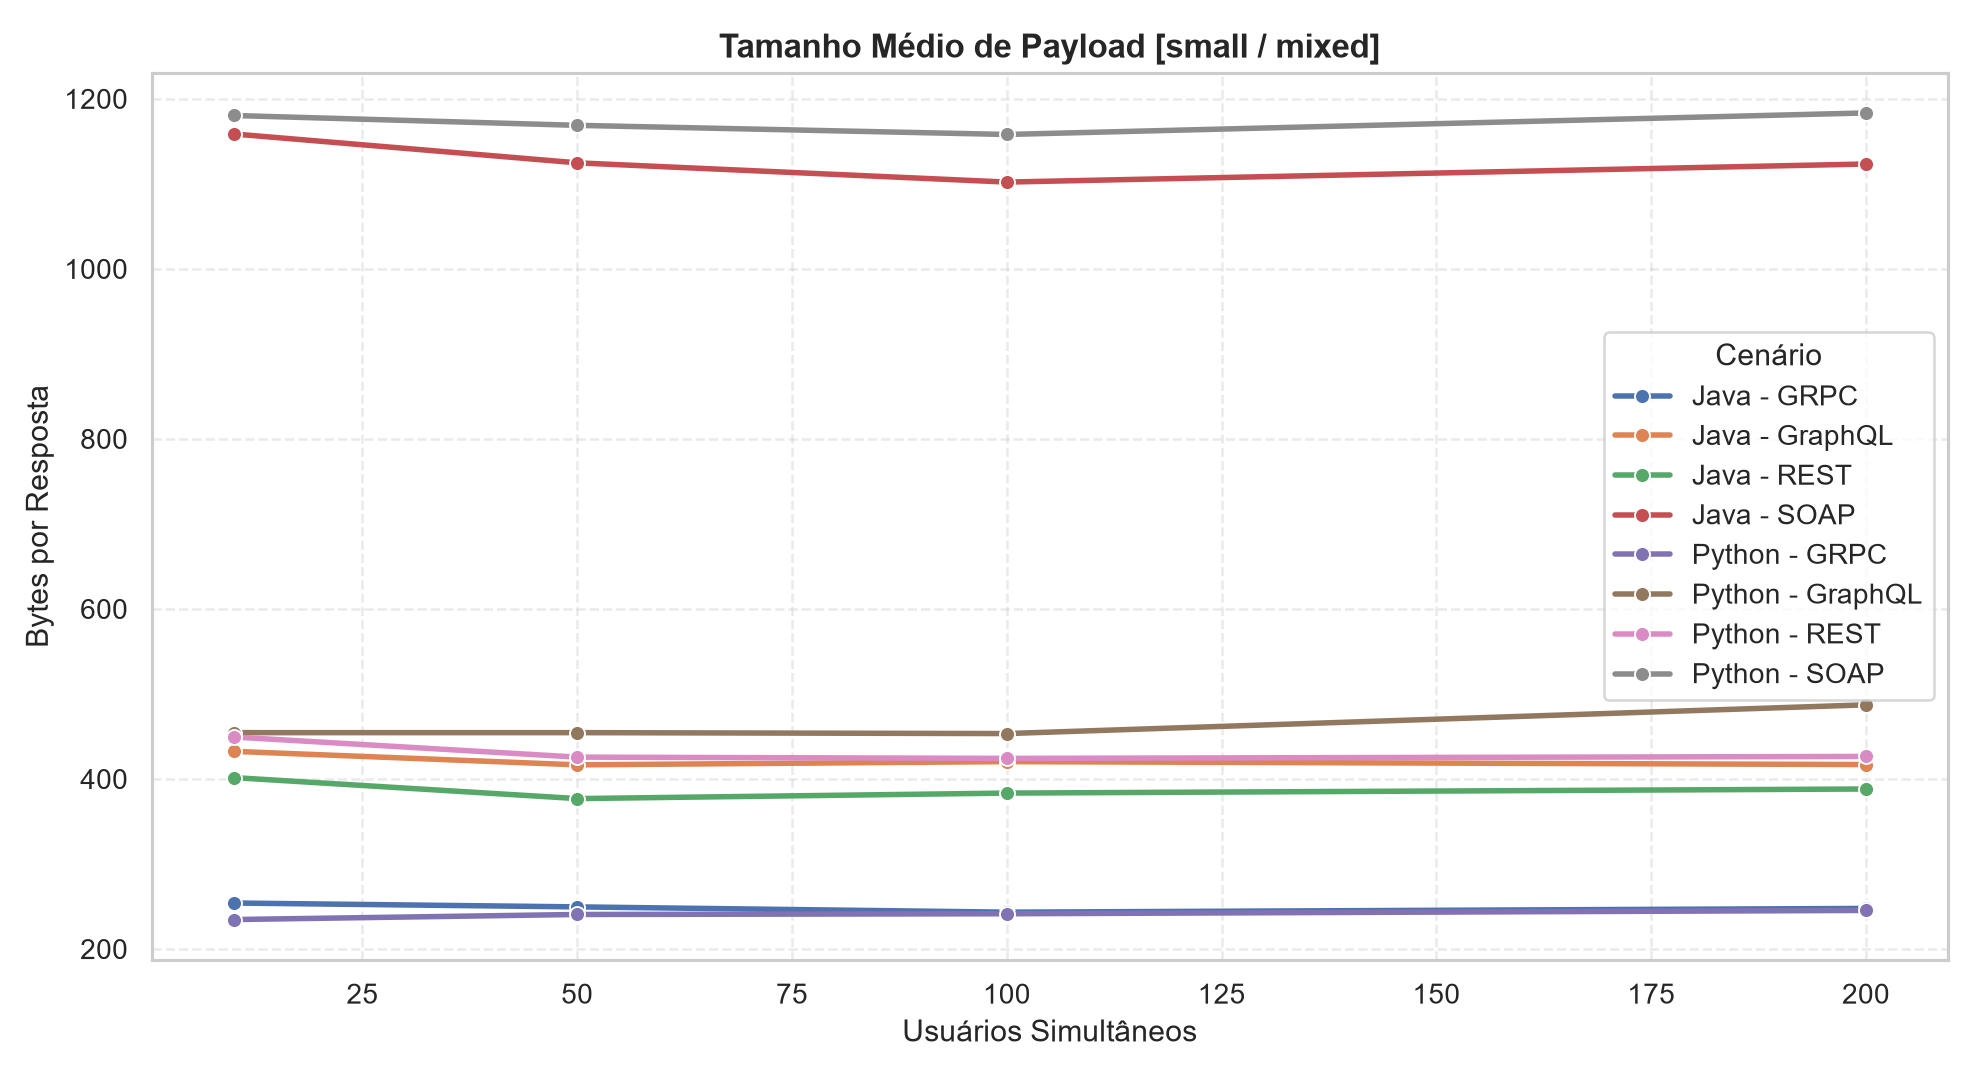 Tamanho Médio de Payload [small / mixed]
Bytes por Resposta
1200
1000
800
600
400
200
Cenário
Java - GRPC
Java - GraphQL
Java - REST
Java - SOAP
Python - GRPC
Python - GraphQL
Python - REST
Python - SOAP
25 50 75 100 125 150 175 200
Usuários Simultâneos